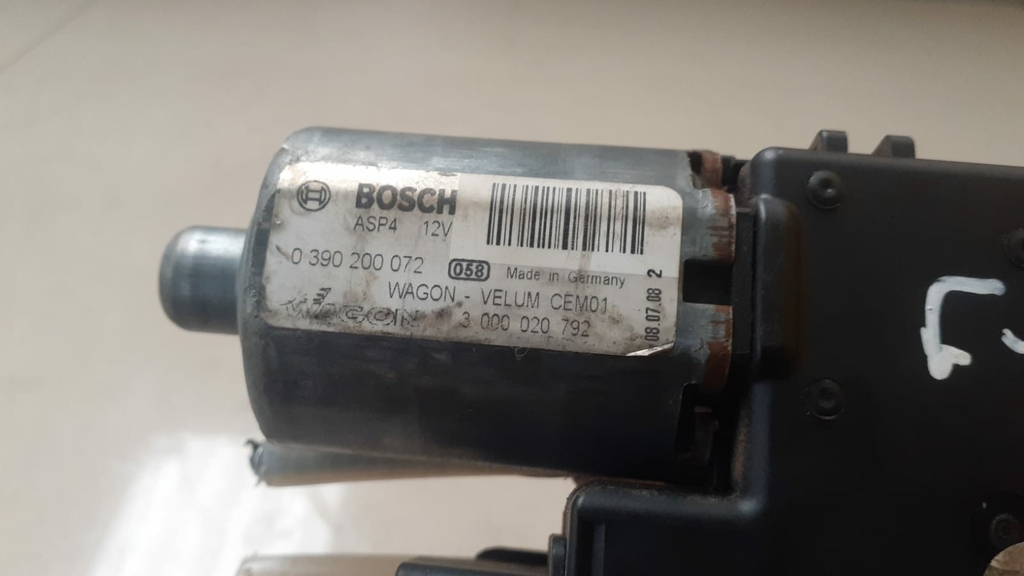 BOSCH
ASP4 12V
0 390 200 072 058 Made in Germany
WAGON - VELUM CEM01
WAGON 3 000 020 792
08.07.08 2